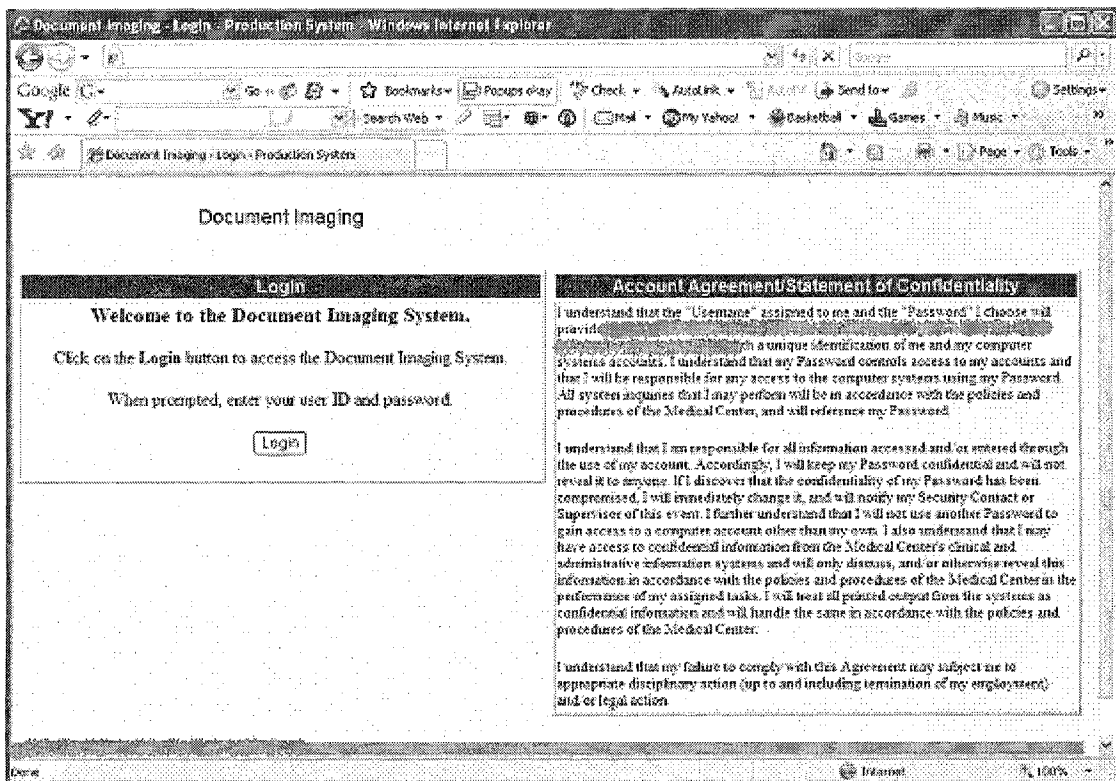 Document Imaging - Login - Production System - Windows Internet Explorer
Google
Google G Go Bookmarks Popups okay Check AutoLink AutoFill Send to Settings
Y! Search Web Mail My Yahoo! Basketball Games Music
Document Imaging - Login - Production System Page Tools
Document Imaging
Login
Welcome to the Document Imaging System.
Click on the Login button to access the Document Imaging System.
When prompted, enter your user ID and password.
Login
Account Agreement/Statement of Confidentiality
I understand that the "Username" assigned to me and the "Password" I choose will
a unique identification of me and my computer
systems accounts. I understand that my Password controls access to my accounts and
that I will be responsible for any access to the computer systems using my Password.
All system inquiries that I may perform will be in accordance with the policies and
procedures of the Medical Center, and will reference my Password.
I understand that I am responsible for all information accessed and/or entered through
the use of my account. Accordingly, I will keep my Password confidential and will not
reveal it to anyone. If I discover that the confidentiality of my Password has been
compromised, I will immediately change it, and will notify my Security Contact or
Supervisor of this event. I further understand that I will not use another Password to
gain access to a computer account other than my own. I also understand that I may
have access to confidential information from the Medical Center's clinical and
administrative information systems and will only discuss, and/or otherwise reveal this
information in accordance with the policies and procedures of the Medical Center in the
performance of my assigned tasks. I will treat all printed output from the systems as
confidential information and will handle the same in accordance with the policies and
procedures of the Medical Center.
I understand that my failure to comply with this Agreement may subject me to
appropriate disciplinary action (up to and including termination of my employment)
and/or legal action
Done Internet 100%